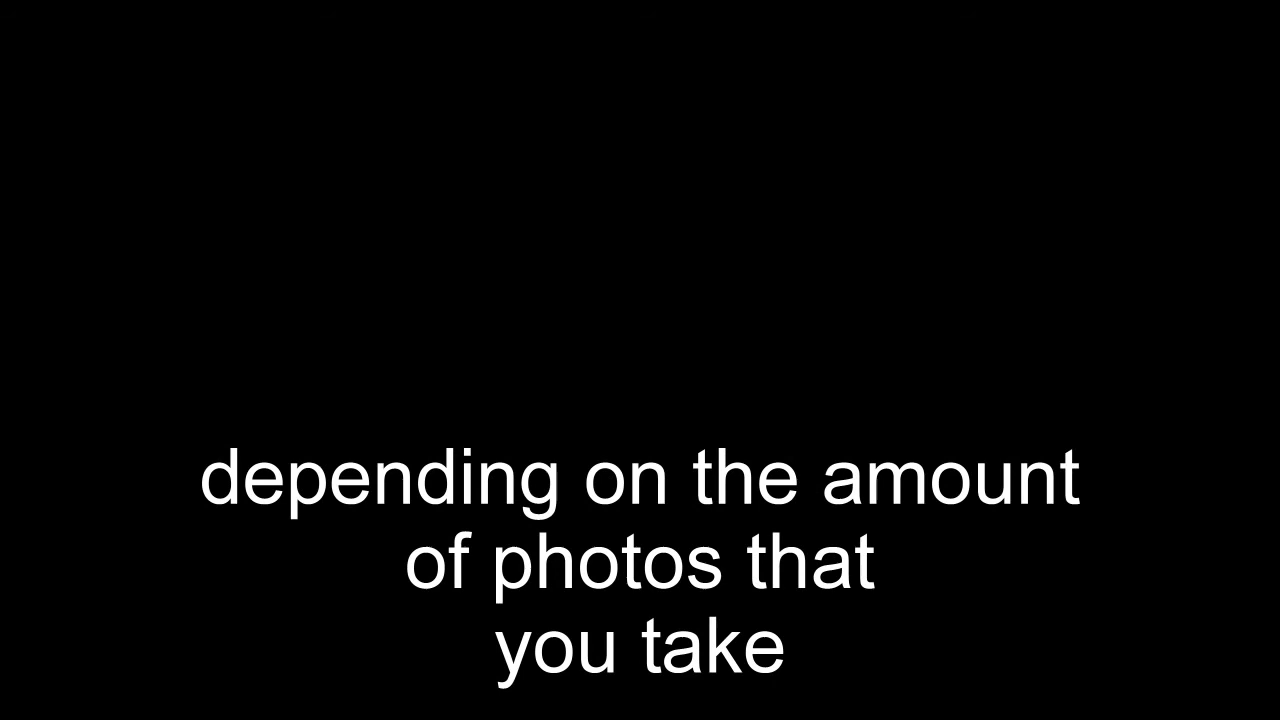 depending on the amount
of photos that
you take